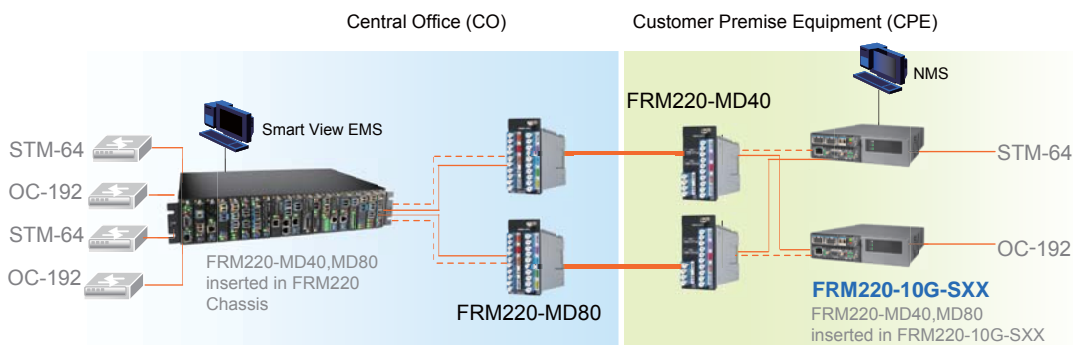 Central Office (CO)
Customer Premise Equipment (CPE)
NMS
FRM220-MD40
Smart View EMS
STM-64
OC-192
STM-64
OC-192
STM-64
OC-192
FRM220-MD40,MD80
inserted in FRM220
Chassis
FRM220-MD80
FRM220-10G-SXX
FRM220-MD40,MD80
inserted in FRM220-10G-SXX